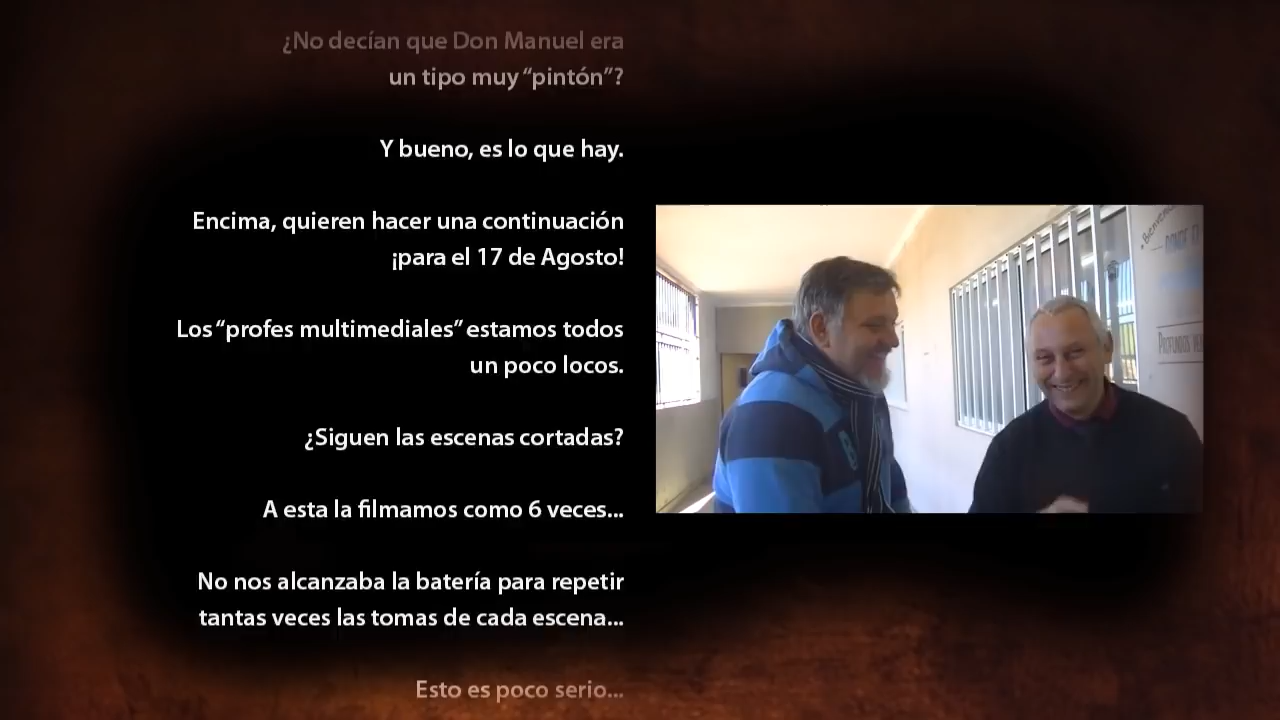 ¿No decían que Don Manuel era
un tipo muy “pintón”?
Y bueno, es lo que hay.
Encima, quieren hacer una continuación
¡para el 17 de Agosto!
Los “profes multimediales” estamos todos
un poco locos.
¿Siguen las escenas cortadas?
A esta la filmamos como 6 veces...
No nos alcanzaba la batería para repetir
tantas veces las tomas de cada escena...
Esto es poco serio...